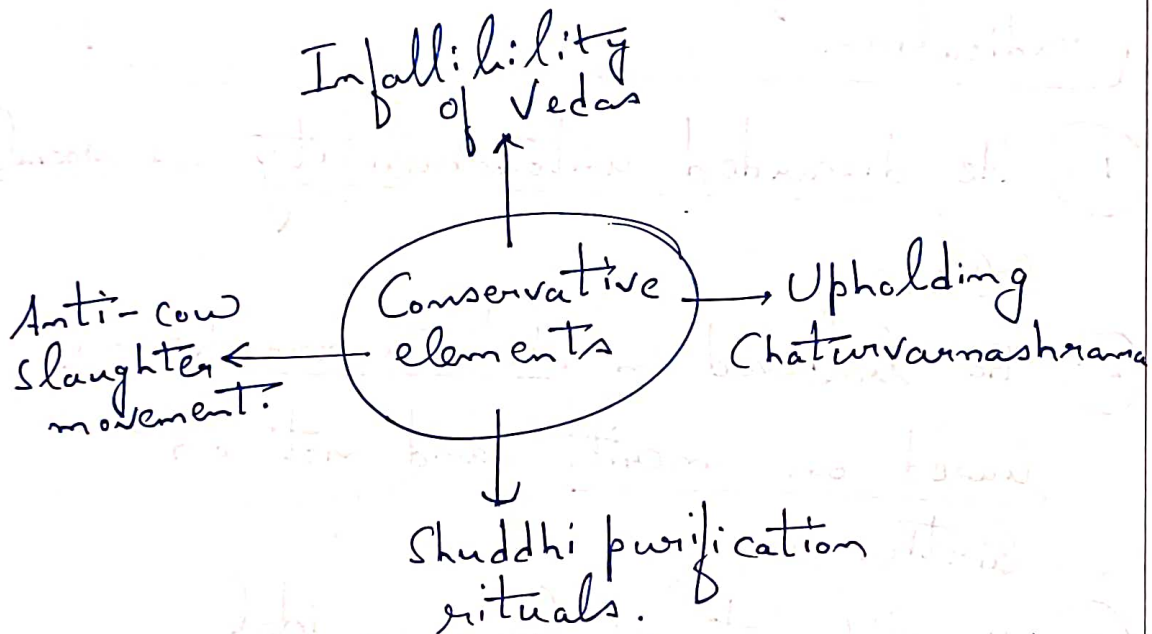 Infallibility
of Vedas
Conservative
elements
Upholding
Chaturvarnashrama
Anti-cow
slaughter
movement.
Shuddhi purification
rituals.